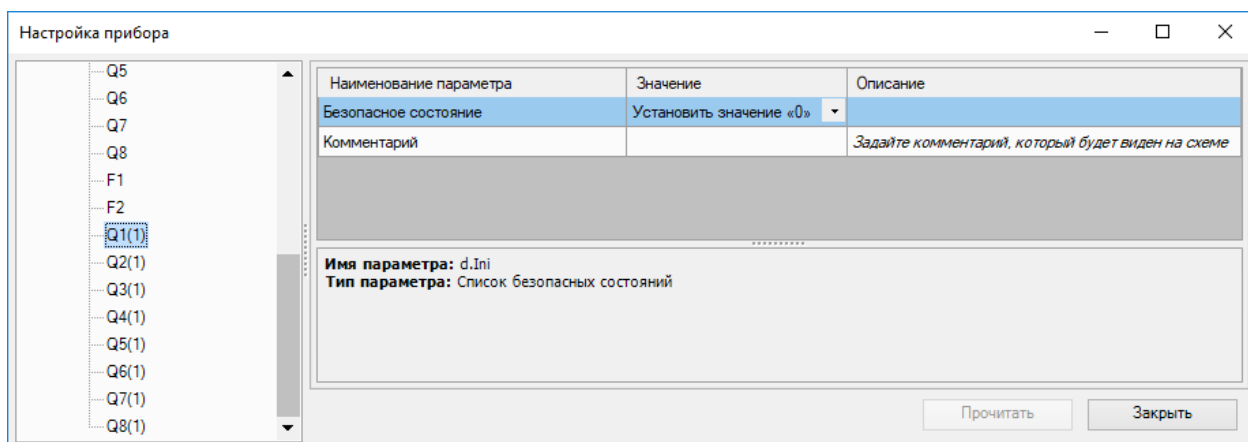 Настройка прибора
Q5
Q6
Q7
Q8
F1
F2
Q1(1)
Q2(1)
Q3(1)
Q4(1)
Q5(1)
Q6(1)
Q7(1)
Q8(1)
Наименование параметра Значение Описание
Безопасное состояние Установить значение «0»
Комментарий Задайте комментарий, который будет виден на схеме
Имя параметра: d.Ini
Тип параметра: Список безопасных состояний
Прочитать Закрыть